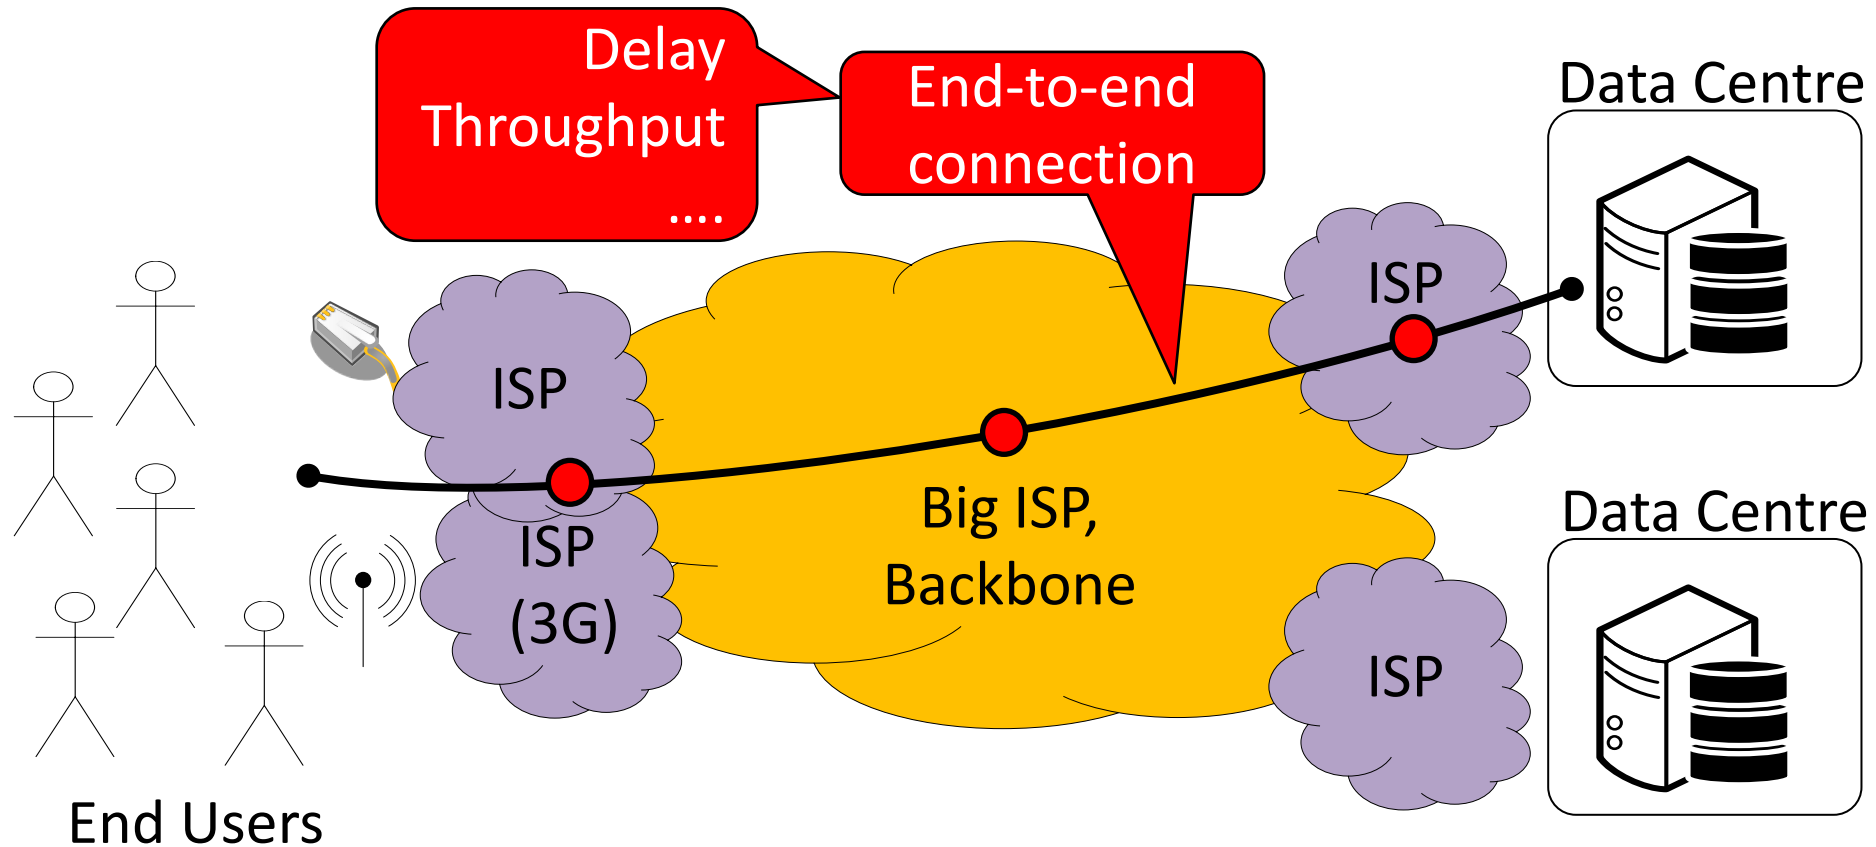 Delay
Throughput
....
End-to-end
connection
Data Centre
ISP
ISP
Big ISP,
Backbone
ISP
(3G)
Data Centre
ISP
End Users